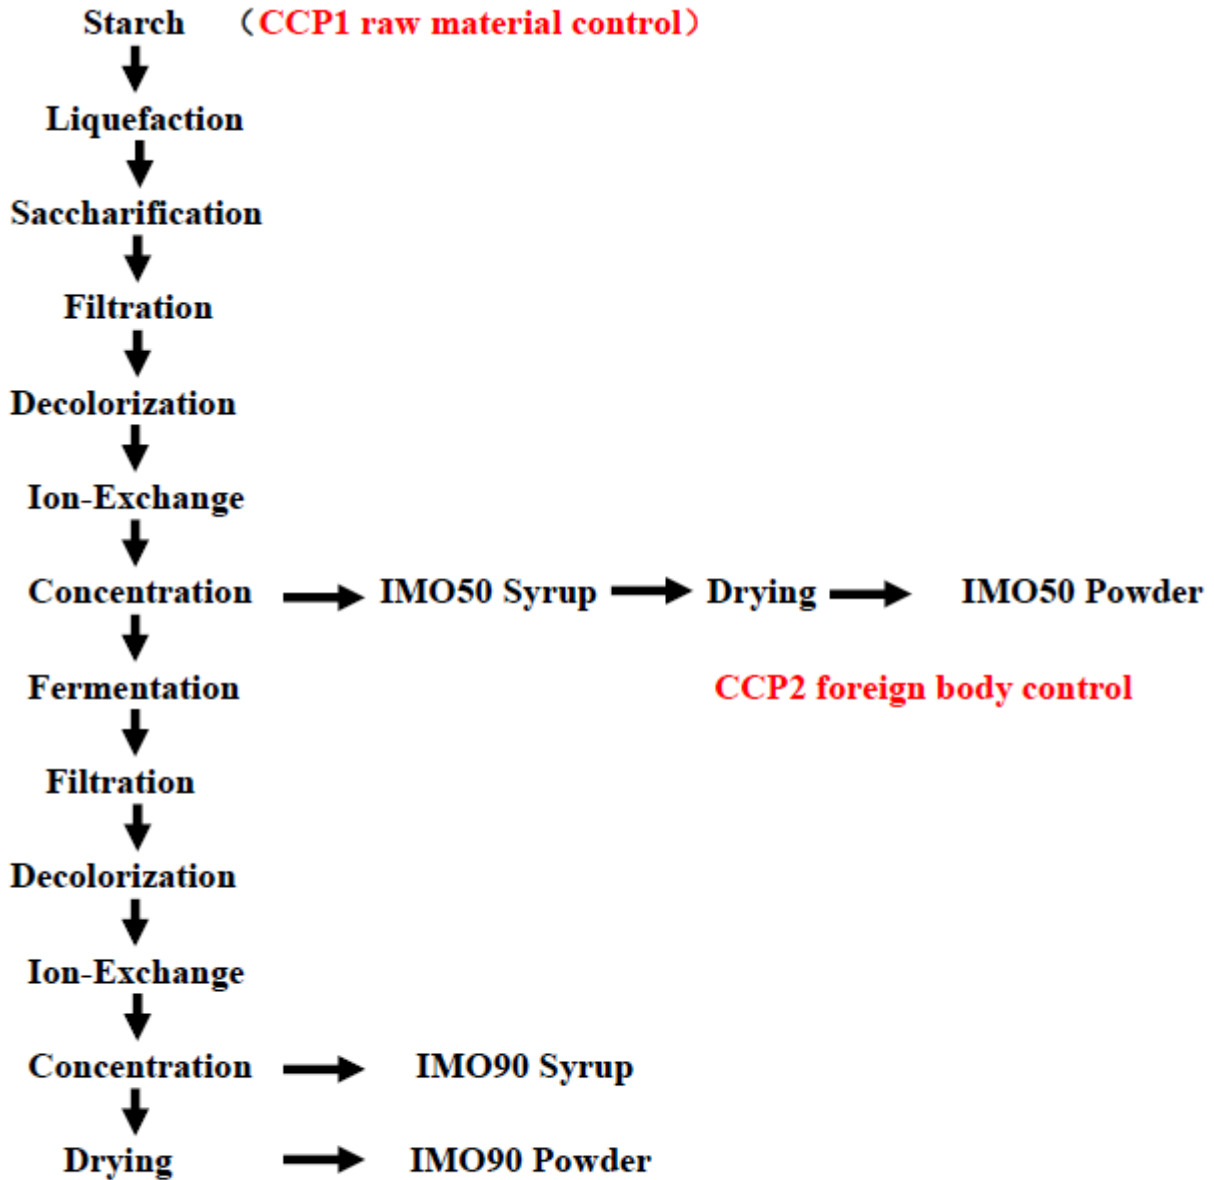 Starch （CCP1 raw material control）
Liquefaction
Saccharification
Filtration
Decolorization
Ion-Exchange
Concentration IMO50 Syrup Drying IMO50 Powder
Fermentation CCP2 foreign body control
Filtration
Decolorization
Ion-Exchange
Concentration IMO90 Syrup
Drying IMO90 Powder